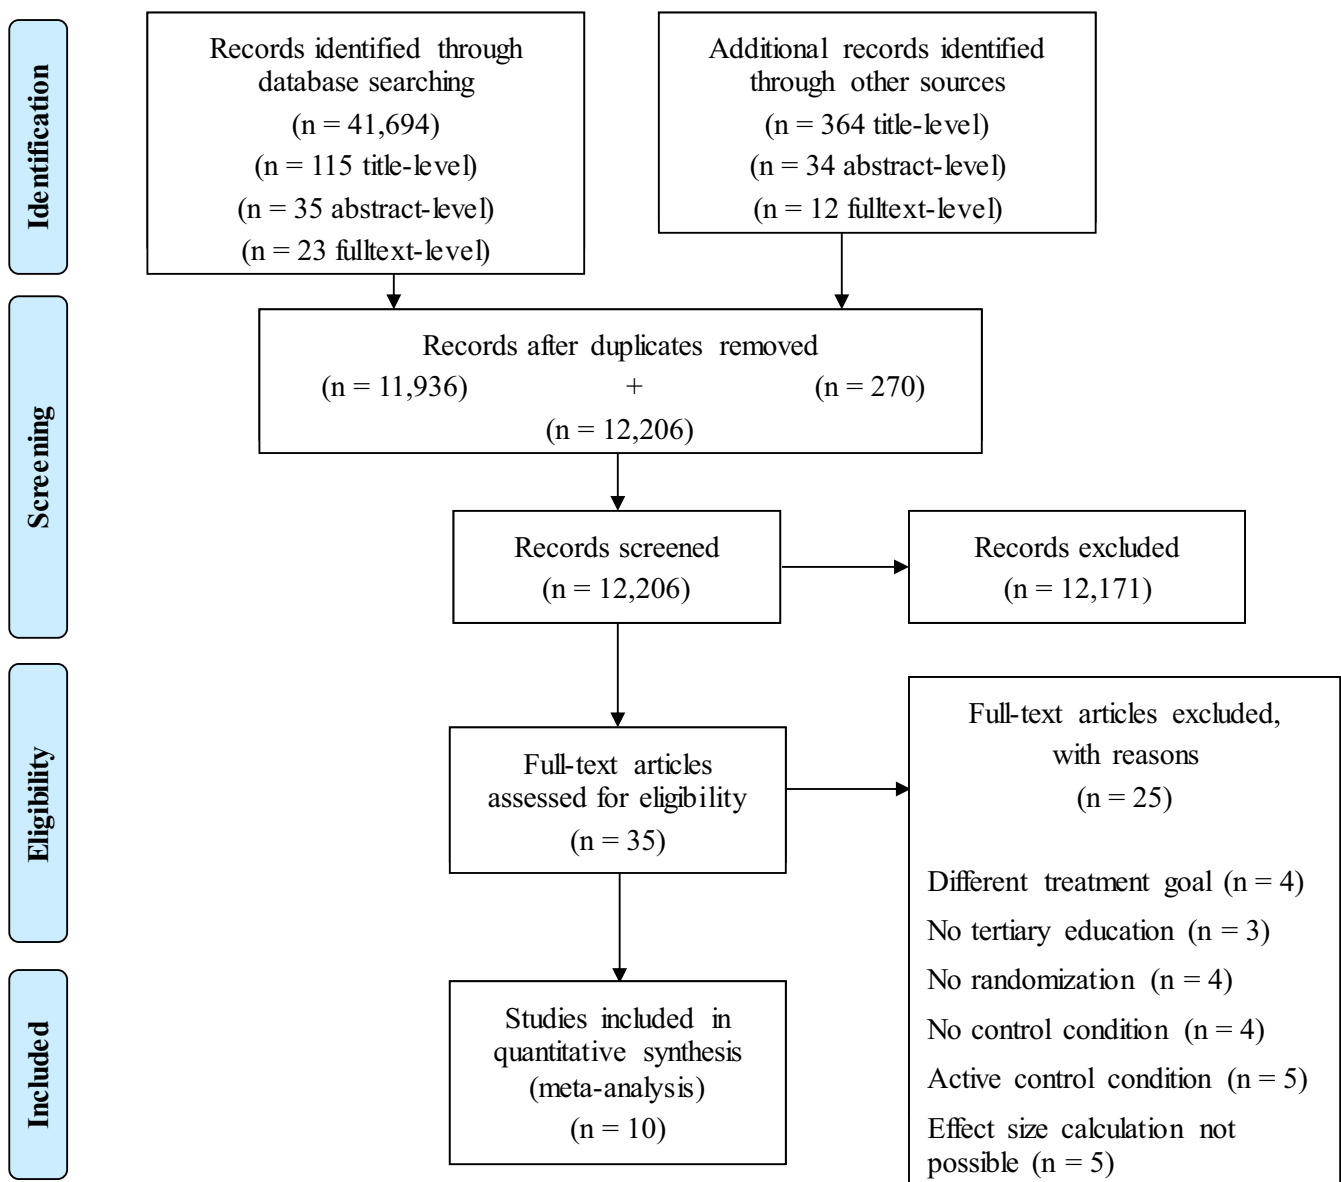 Identification
Records identified through
database searching
(n = 41,694)
(n = 115 title-level)
(n = 35 abstract-level)
(n = 23 fulltext-level)
Additional records identified
through other sources
(n = 364 title-level)
(n = 34 abstract-level)
(n = 12 fulltext-level)
Screening
Records after duplicates removed
(n = 11,936) + (n = 270)
(n = 12,206)
Records screened
(n = 12,206)
Records excluded
(n = 12,171)
Eligibility
Full-text articles
assessed for eligibility
(n = 35)
Full-text articles excluded,
with reasons
(n = 25)
Different treatment goal (n = 4)
No tertiary education (n = 3)
No randomization (n = 4)
No control condition (n = 4)
Active control condition (n = 5)
Effect size calculation not
possible (n = 5)
Included
Studies included in
quantitative synthesis
(meta-analysis)
(n = 10)